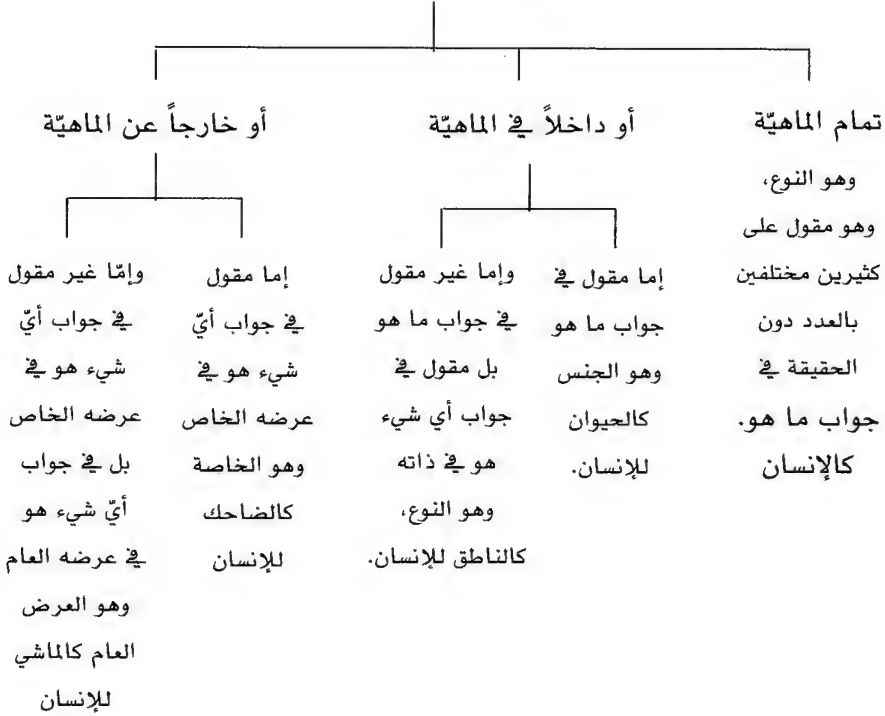 تمام الماهيّة
وهو النوع،
وهو مقول على
كثيرين مختلفين
بالعدد دون
الحقيقة في
جواب ما هو.
كالإنسان
أو داخلاً في الماهيّة
إما مقول في
جواب ما هو
وهو الجنس
كالحيوان
للإنسان.
وإما غير مقول
في جواب ما هو
بل مقول في
جواب أي شيء
هو في ذاته
وهو النوع،
كالناطق للإنسان.
أو خارجاً عن الماهيّة
إما مقول
في جواب أيّ
شيء هو في
عرضه الخاص
وهو الخاصة
كالضاحك
للإنسان
وإمّا غير مقول
في جواب أيّ
شيء هو في
عرضه الخاص
بل في جواب
أيّ شيء هو
في عرضه العام
وهو العرض
العام كالماشي
للإنسان